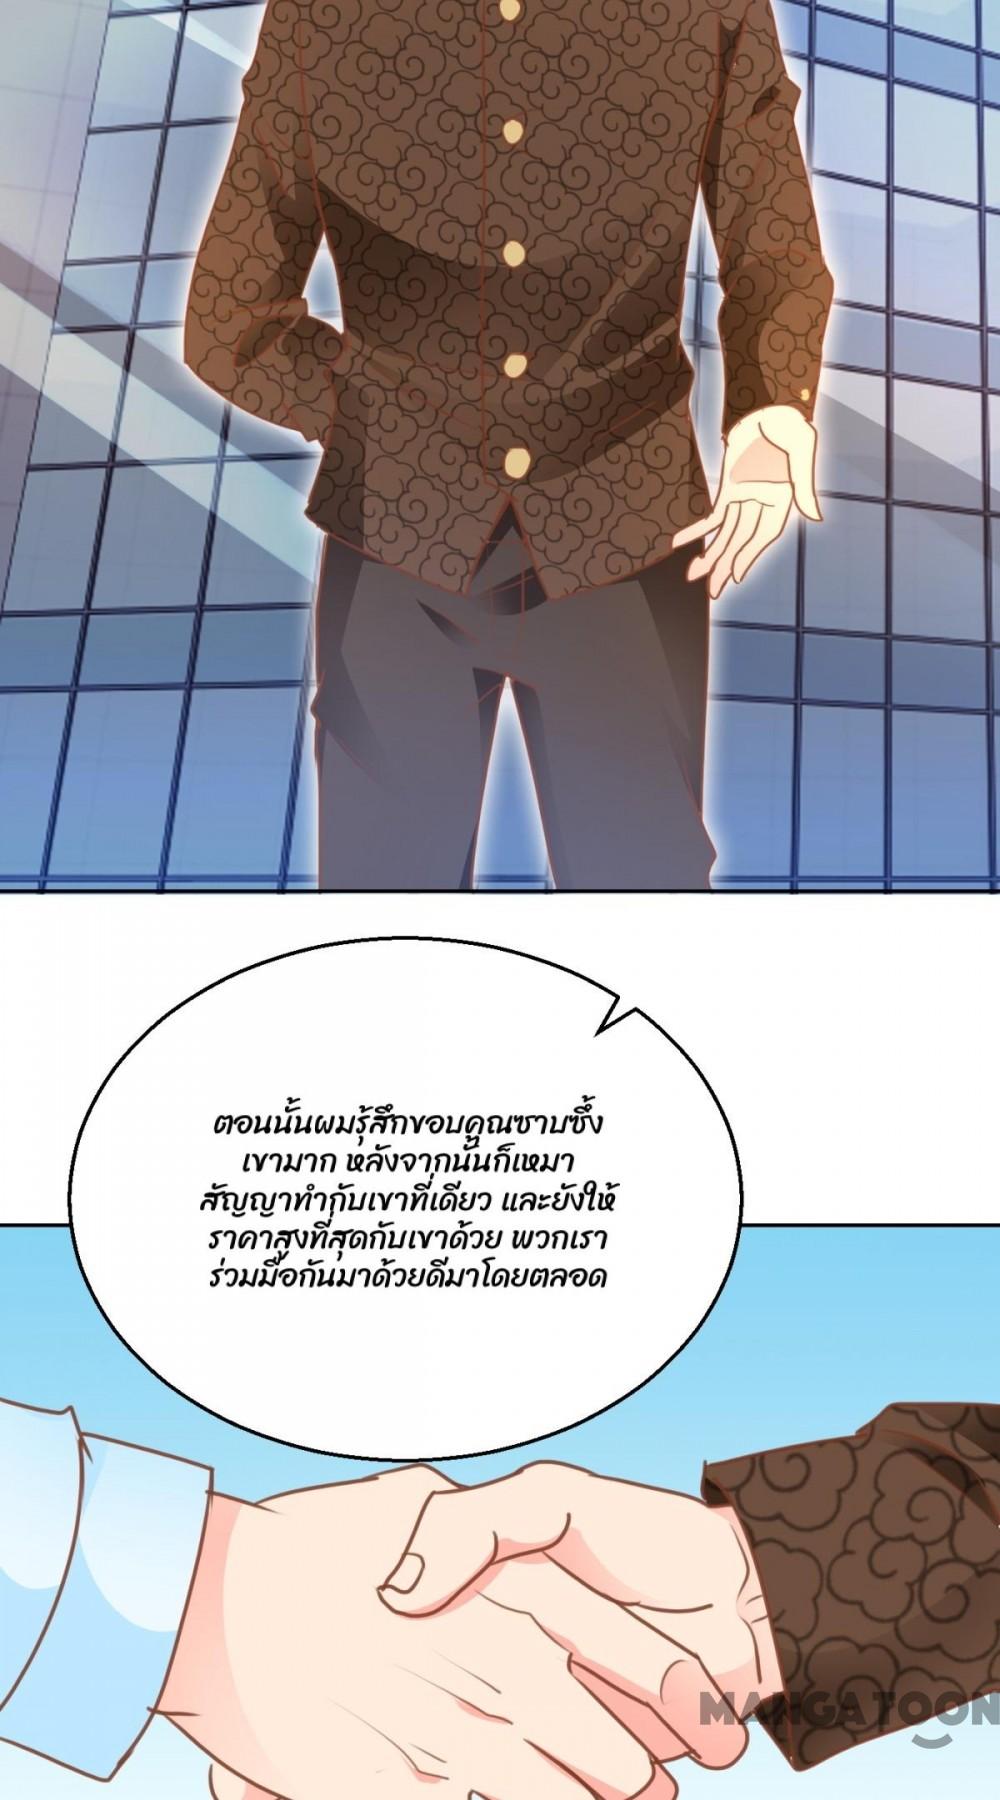 ตอนนั้นผมรู้สึกขอบคุณซาบซึ้ง
เขามาก หลังจากนั้นก็เหมา
สัญญาทำกับเขาที่เดียว และยังให้
ราคาสูงที่สุดกับเขาด้วย พวกเรา
ร่วมมือกันมาด้วยดีมาโดยตลอด
MANGATOON